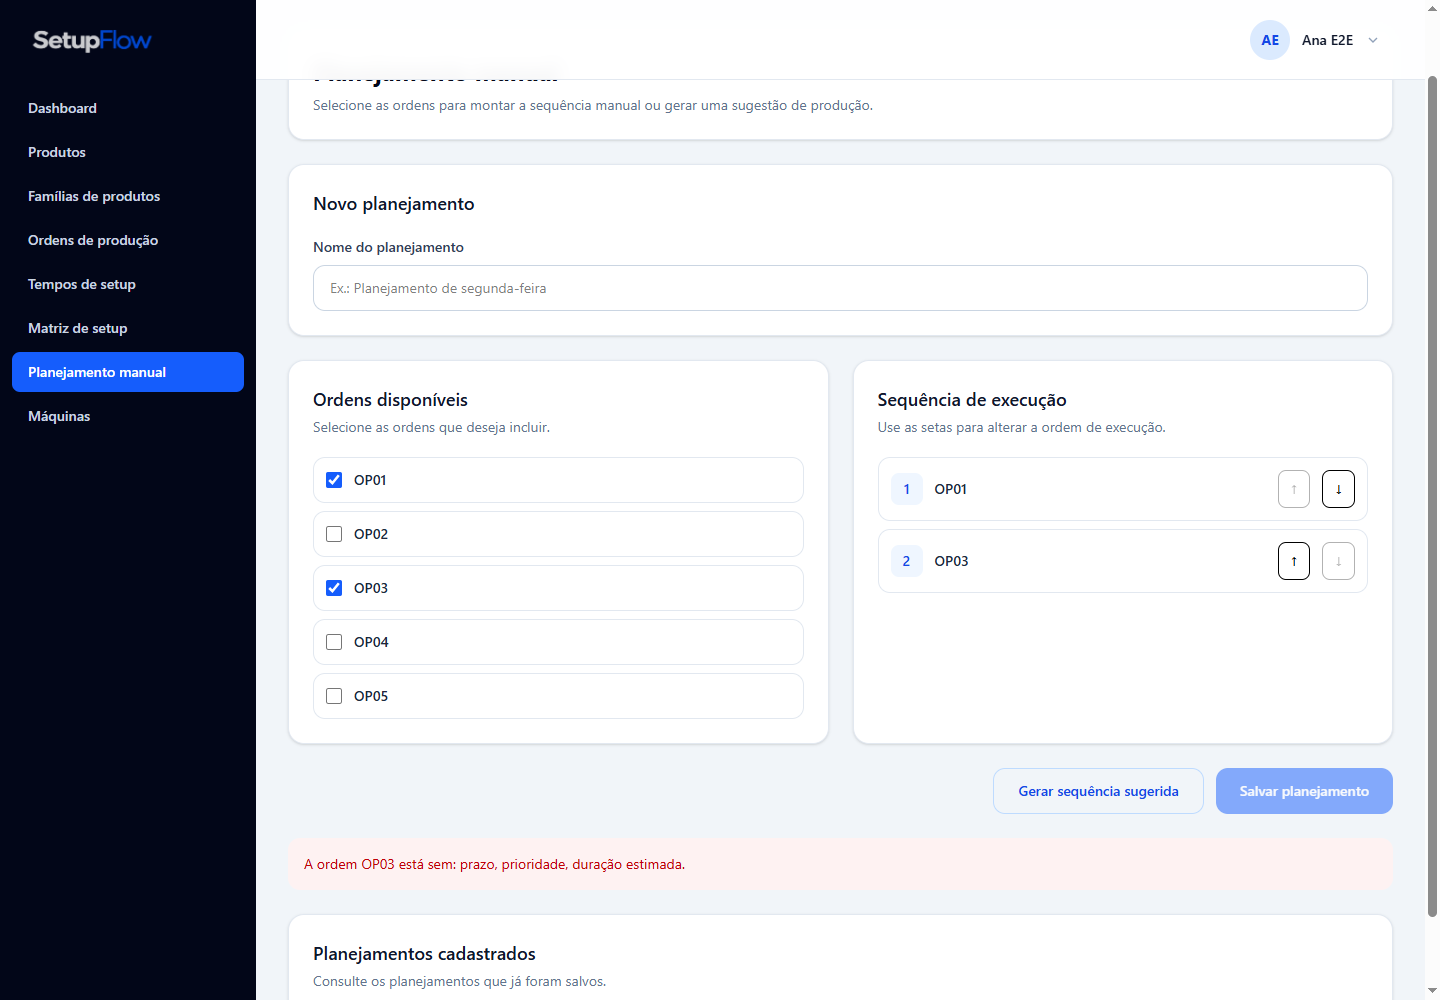 SetupFlow
AE
Ana E2E
Dashboard
Produtos
Famílias de produtos
Ordens de produção
Tempos de setup
Matriz de setup
Planejamento manual
Máquinas
Planejamento manual
Selecione as ordens para montar a sequência manual ou gerar uma sugestão de produção.
Novo planejamento
Nome do planejamento
Ex.: Planejamento de segunda-feira
Ordens disponíveis
Selecione as ordens que deseja incluir.
OP01
OP02
OP03
OP04
OP05
Sequência de execução
Use as setas para alterar a ordem de execução.
1 OP01 ↑ ↓
2 OP03 ↑ ↓
Gerar sequência sugerida
Salvar planejamento
A ordem OP03 está sem: prazo, prioridade, duração estimada.
Planejamentos cadastrados
Consulte os planejamentos que já foram salvos.